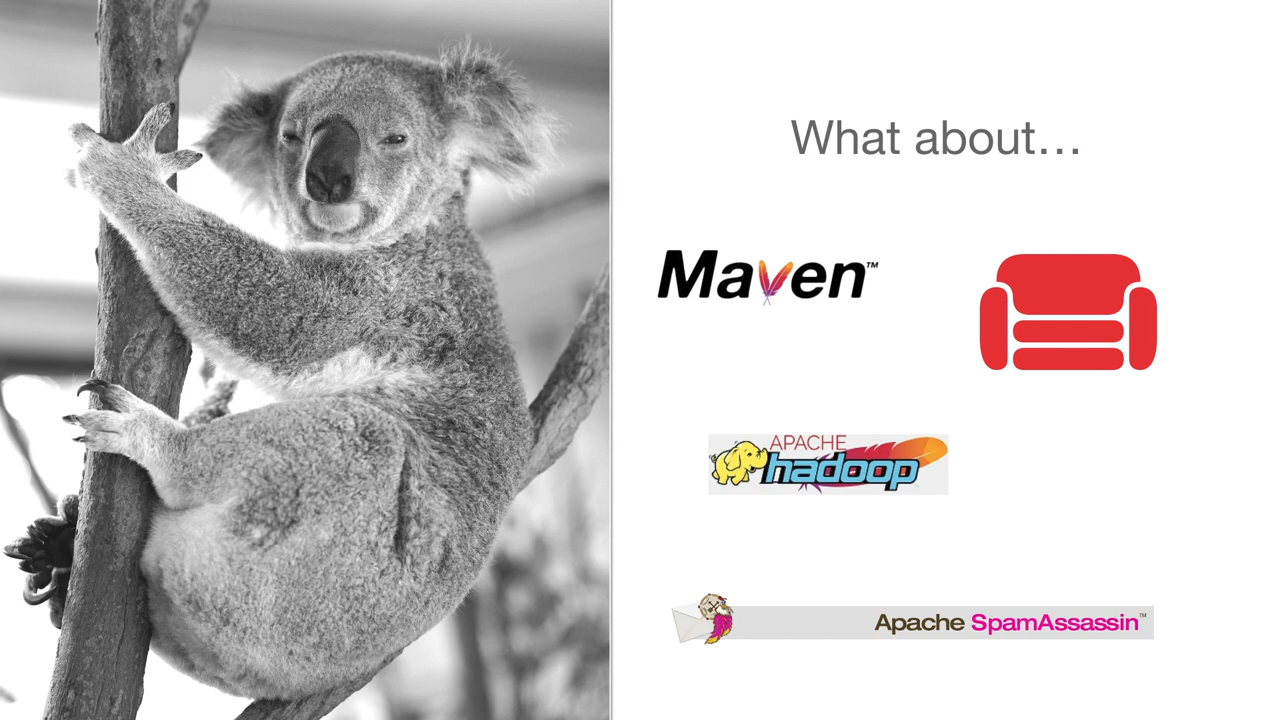 What about…
Maven™
APACHE
hadoop
Apache SpamAssassin™